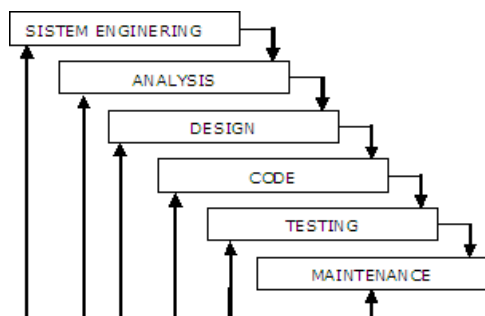 SISTEM ENGINERING
ANALYSIS
DESIGN
CODE
TESTING
MAINTENANCE